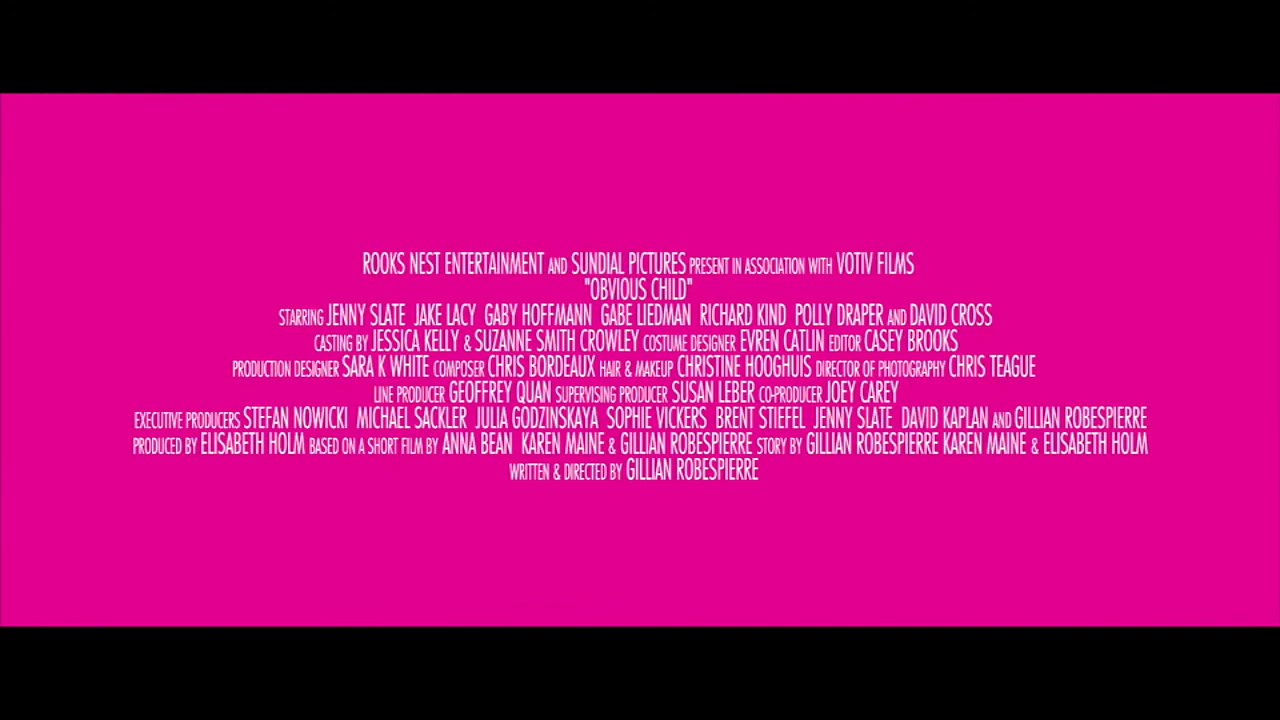 ROOKS NEST ENTERTAINMENT AND SUNDIAL PICTURES PRESENT IN ASSOCIATION WITH VOTIV FILMS
"OBVIOUS CHILD"
STARRING JENNY SLATE JAKE LACY GABY HOFFMANN GABE LIEDMAN RICHARD KIND POLLY DRAPER AND DAVID CROSS
CASTING BY JESSICA KELLY & SUZANNE SMITH CROWLEY COSTUME DESIGNER EVREN CATLIN EDITOR CASEY BROOKS
PRODUCTION DESIGNER SARA K WHITE COMPOSER CHRIS BORDEAUX HAIR & MAKEUP CHRISTINE HOOGHUIS DIRECTOR OF PHOTOGRAPHY CHRIS TEAGUE
LINE PRODUCER GEOFFREY QUAN SUPERVISING PRODUCER SUSAN LEBER CO-PRODUCER JOEY CAREY
EXECUTIVE PRODUCERS STEFAN NOWICKI MICHAEL SACKLER JULIA GODZINSKAYA SOPHIE VICKERS BRENT STIEFEL JENNY SLATE DAVID KAPLAN AND GILLIAN ROBESPIERRE
PRODUCED BY ELISABETH HOLM BASED ON A SHORT FILM BY ANNA BEAN KAREN MAINE & GILLIAN ROBESPIERRE STORY BY GILLIAN ROBESPIERRE KAREN MAINE & ELISABETH HOLM
WRITTEN & DIRECTED BY GILLIAN ROBESPIERRE